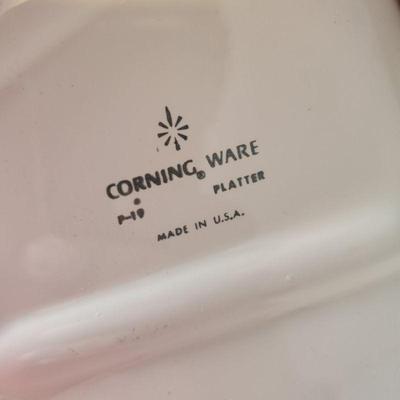 CORNING® WARE
P-19 PLATTER
MADE IN U.S.A.